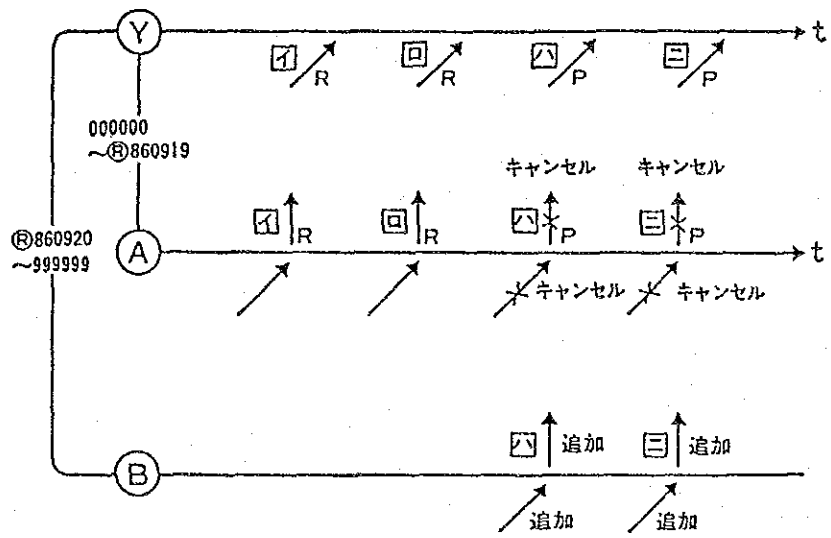 Y
t
イ
R
ロ
R
ハ
P
ニ
P
000000
～Ⓡ860919
キャンセル
キャンセル
Ⓡ860920
～999999
イ
R
ロ
R
ハ
P
ニ
P
A
t
キャンセル
キャンセル
ハ
追加
ニ
追加
B
追加
追加